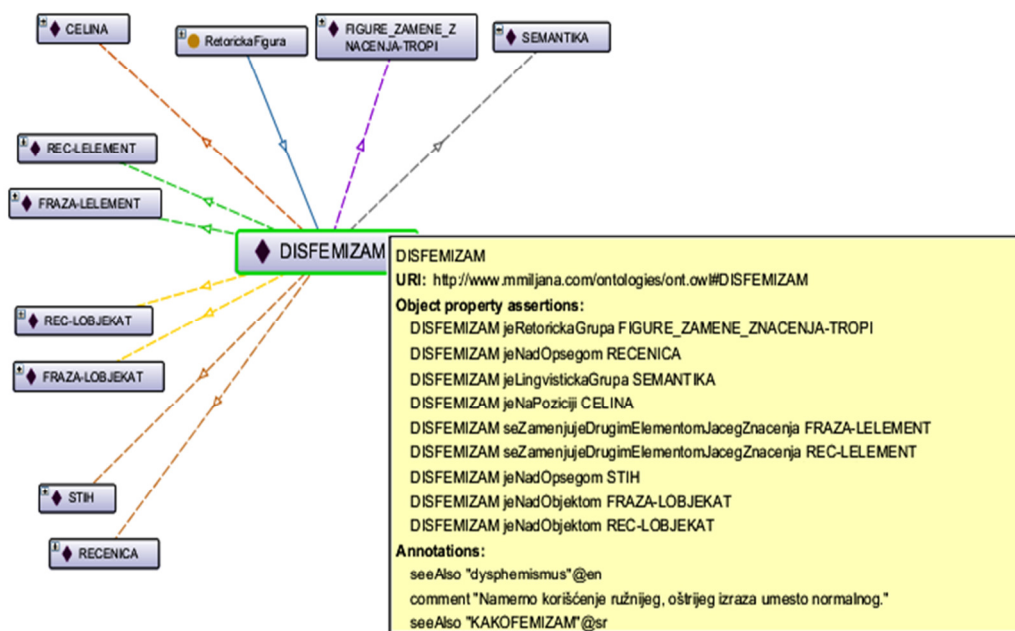 CELINA
RetorickaFigura
FIGURE_ZAMENE_Z
NACENJA-TROPI
SEMANTIKA
REC-LELEMENT
FRAZA-LELEMENT
DISFEMIZAM
REC-LOBJEKAT
FRAZA-LOBJEKAT
STIH
RECENICA
DISFEMIZAM
URI: http://www.mmiljana.com/ontologies/ont.owl#DISFEMIZAM
Object property assertions:
DISFEMIZAM jeRetorickaGrupa FIGURE_ZAMENE_ZNACENJA-TROPI
DISFEMIZAM jeNadOpsegom RECENICA
DISFEMIZAM jeLingvistickaGrupa SEMANTIKA
DISFEMIZAM jeNaPoziciji CELINA
DISFEMIZAM seZamenjujeDrugimElementomJacegZnacenja FRAZA-LELEMENT
DISFEMIZAM seZamenjujeDrugimElementomJacegZnacenja REC-LELEMENT
DISFEMIZAM jeNadOpsegom STIH
DISFEMIZAM jeNadObjektom FRAZA-LOBJEKAT
DISFEMIZAM jeNadObjektom REC-LOBJEKAT
Annotations:
seeAlso "dysphemismus"@en
comment "Namerno korišćenje ružnijeg, oštrijeg izraza umesto normalnog."
seeAlso "KAKOFEMIZAM"@sr